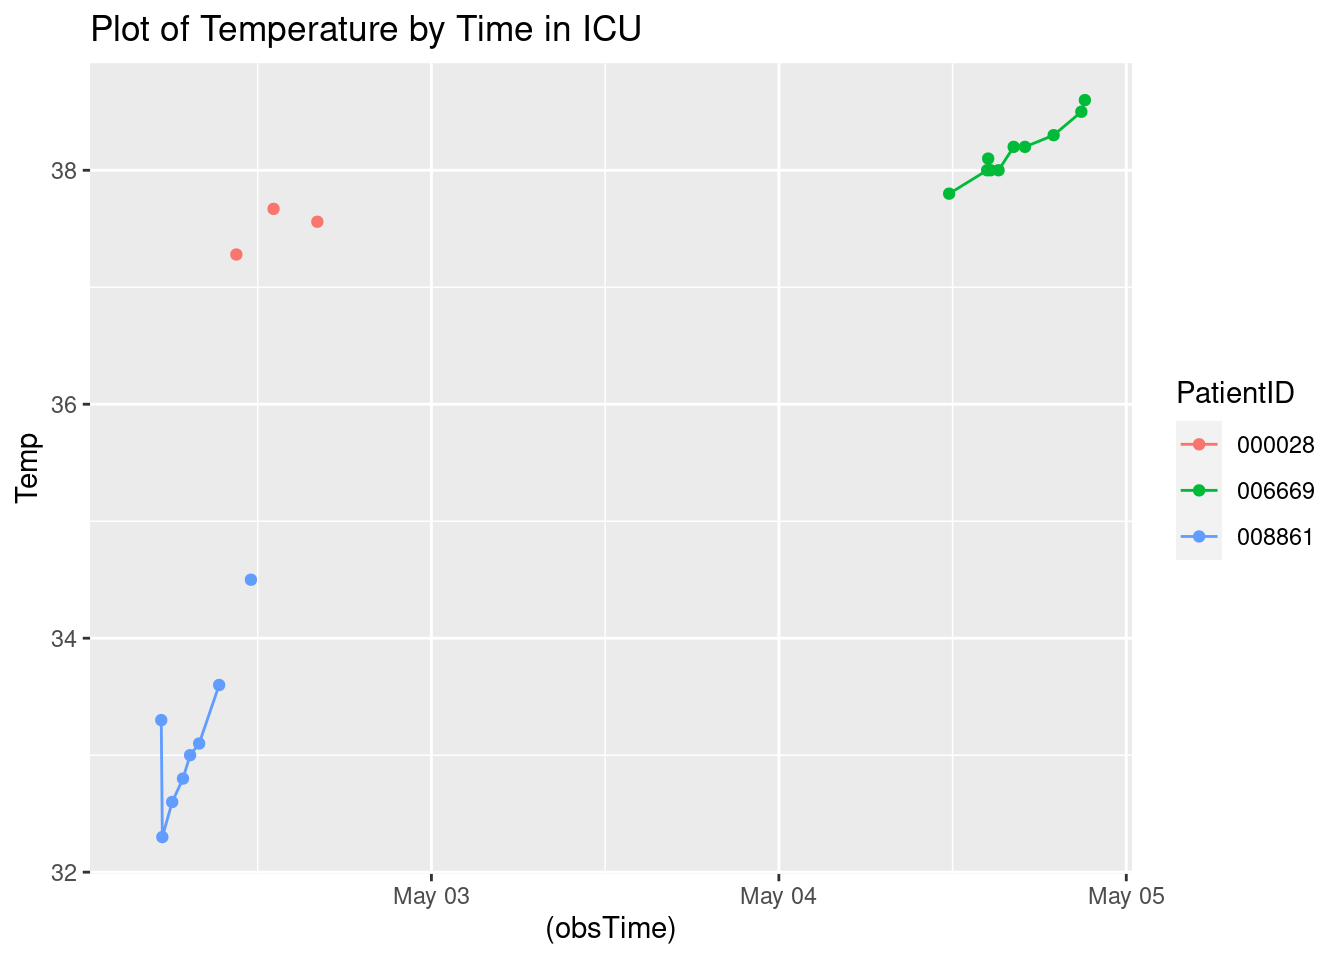 Plot of Temperature by Time in ICU
38
36
34
32
Temp
May 03
May 04
May 05
(obsTime)
PatientID
000028
006669
008861